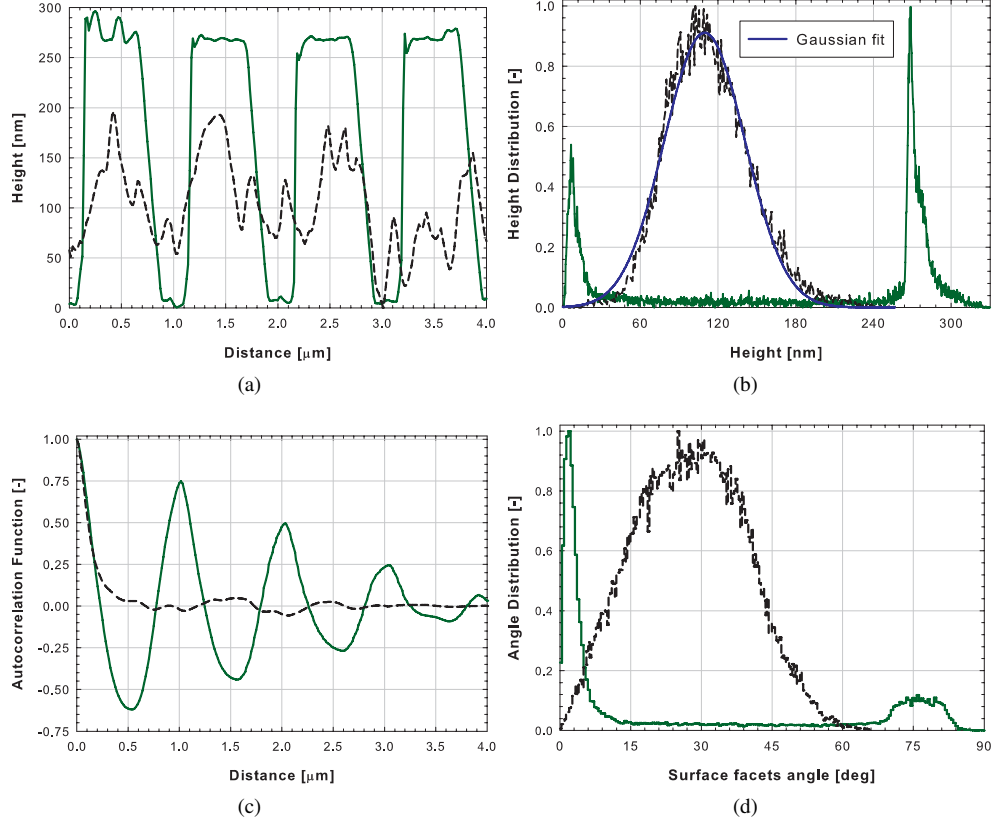 300
250
200
150
100
50
0
Height [nm]
0.0 0.5 1.0 1.5 2.0 2.5 3.0 3.5 4.0
Distance [μm]
(a)
1.0
0.8
0.6
0.4
0.2
0.0
Height Distribution [-]
Gaussian fit
0 60 120 180 240 300
Height [nm]
(b)
1.00
0.75
0.50
0.25
0.00
-0.25
-0.50
-0.75
Autocorrelation Function [-]
0.0 0.5 1.0 1.5 2.0 2.5 3.0 3.5 4.0
Distance [μm]
(c)
1.0
0.8
0.6
0.4
0.2
0.0
Angle Distribution [-]
0 15 30 45 60 75 90
Surface facets angle [deg]
(d)